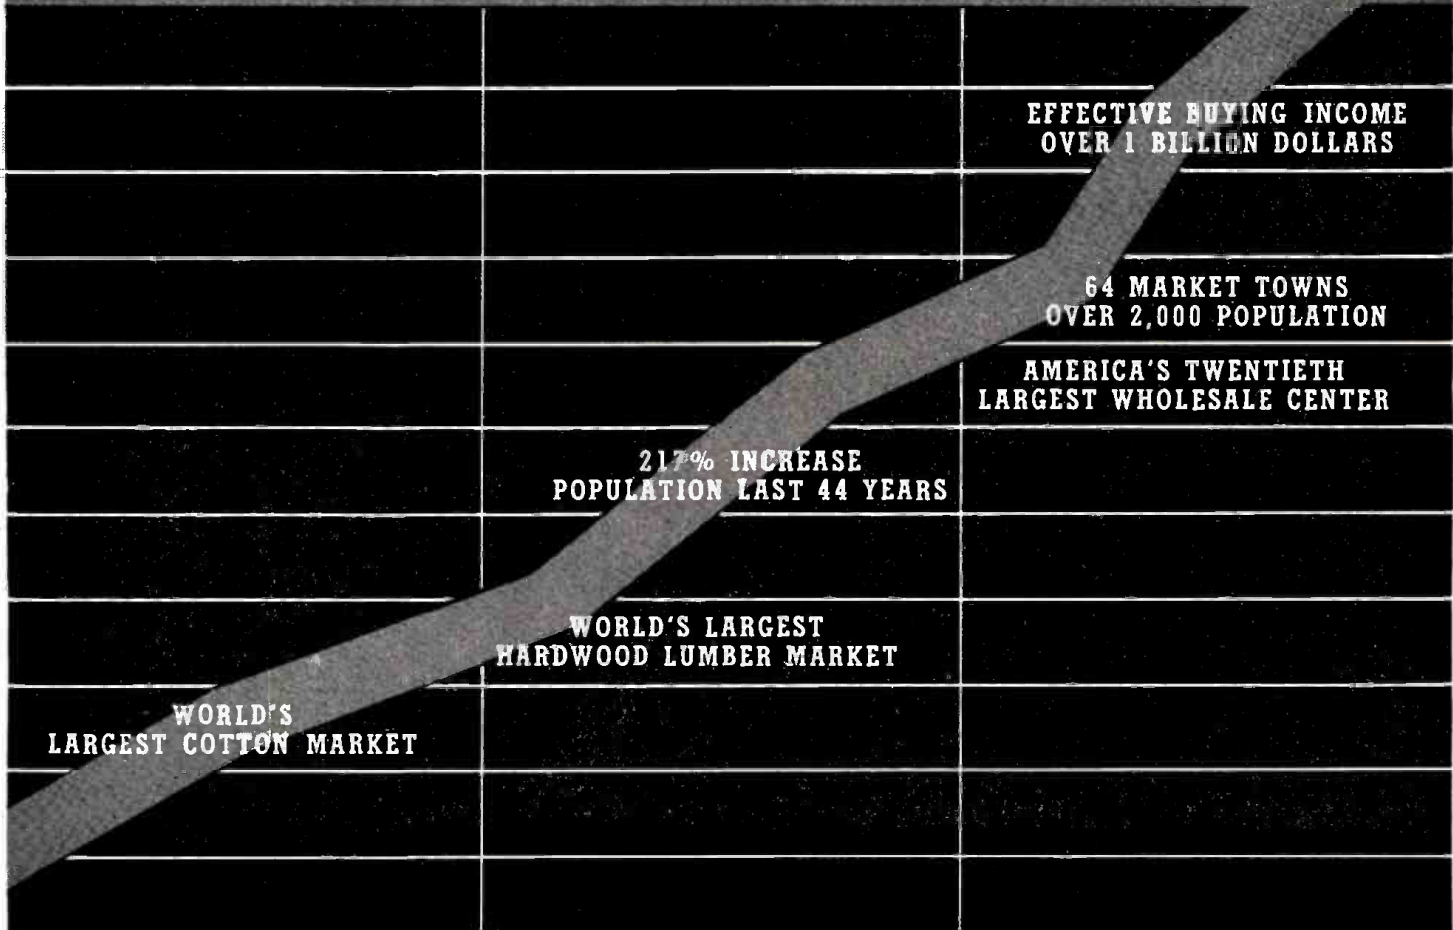 EFFECTIVE BUYING INCOME
OVER 1 BILLION DOLLARS
64 MARKET TOWNS
OVER 2,000 POPULATION
AMERICA'S TWENTIETH
LARGEST WHOLESALE CENTER
217% INCREASE
POPULATION LAST 44 YEARS
WORLD'S LARGEST
HARDWOOD LUMBER MARKET
WORLD'S
LARGEST COTTON MARKET